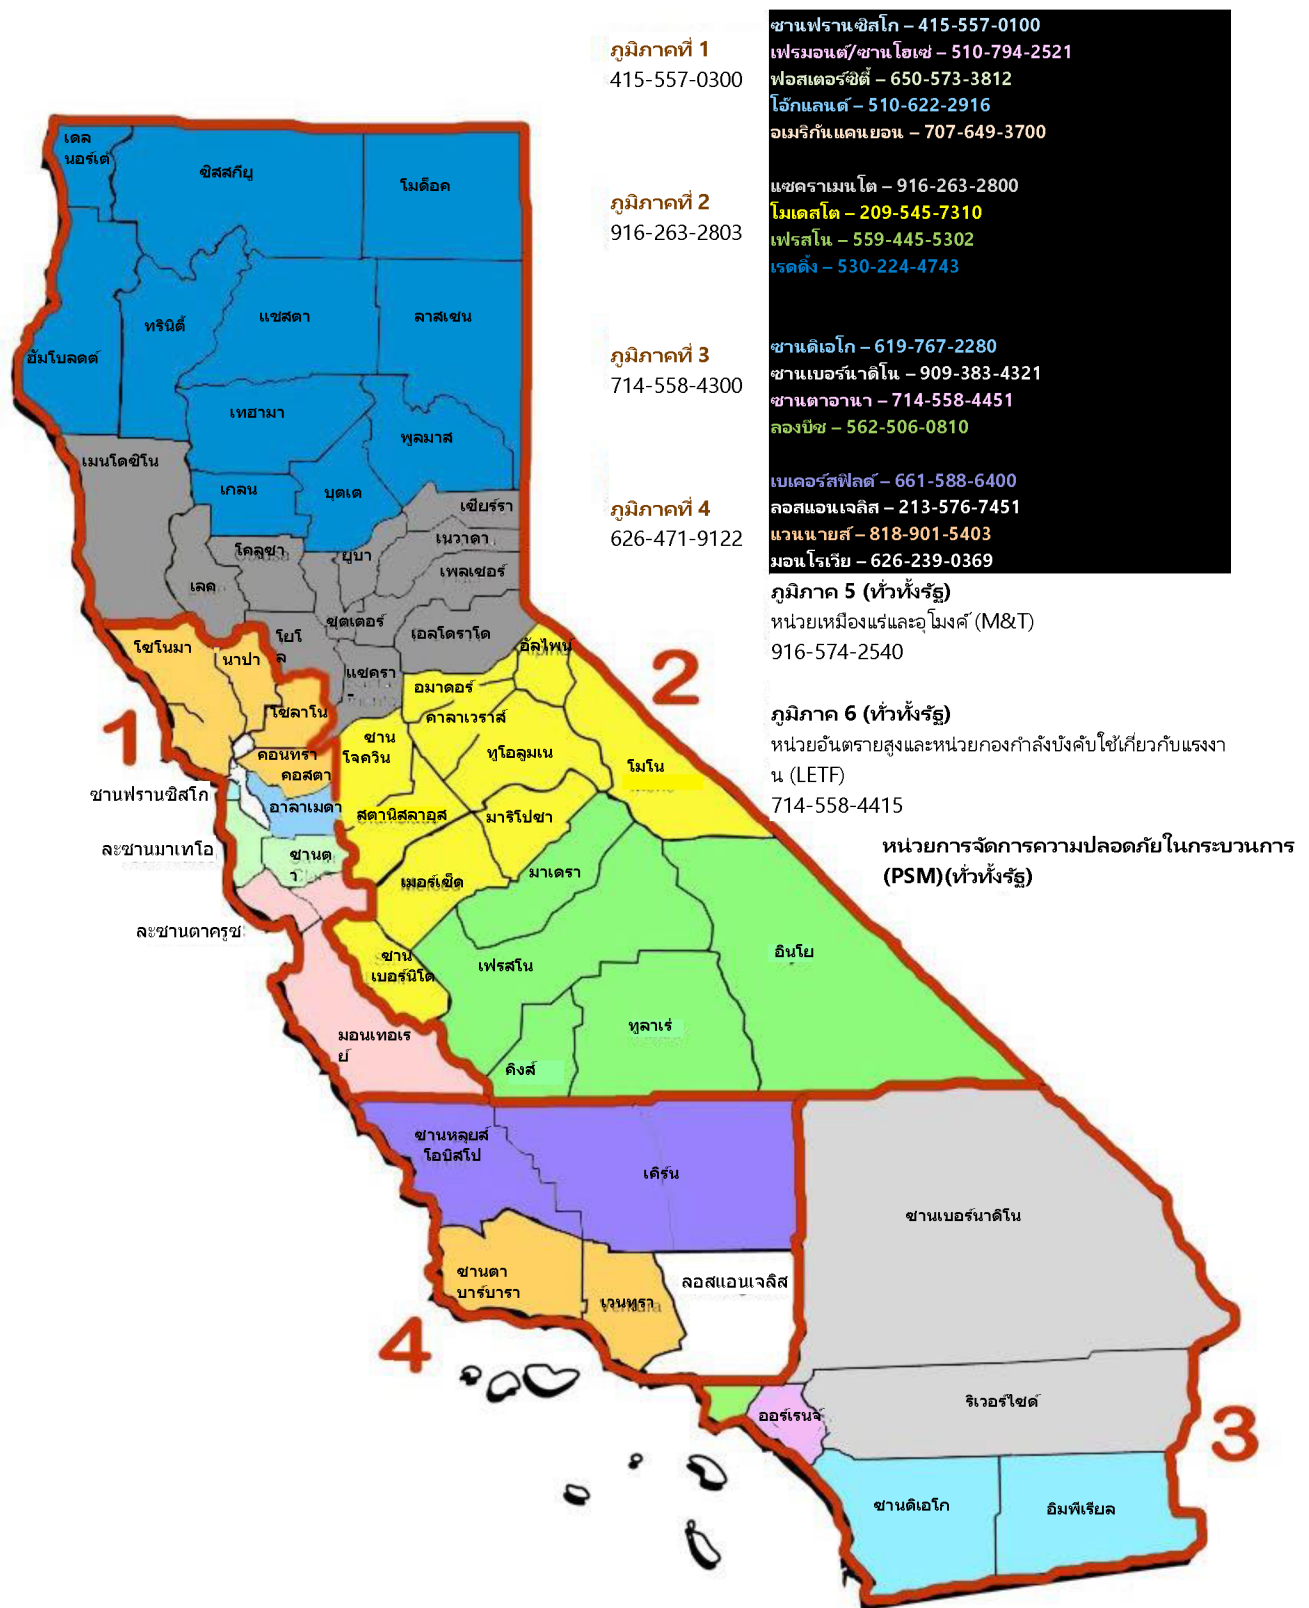 ภูมิภาคที่ 1
415-557-0300
ซานฟรานซิสโก – 415-557-0100
เฟรมอนต์/ซานโฮเซ่ – 510-794-2521
ฟอสเตอร์ซิตี้ – 650-573-3812
โอ๊กแลนด์ – 510-622-2916
อเมริกันแคนยอน – 707-649-3700
ภูมิภาคที่ 2
916-263-2803
แซคราเมนโต – 916-263-2800
โมเดสโต – 209-545-7310
เฟรสโน – 559-445-5302
เรดดิ้ง – 530-224-4743
ภูมิภาคที่ 3
714-558-4300
ซานดิเอโก – 619-767-2280
ซานเบอร์นาดิโน – 909-383-4321
ซานตาอานา – 714-558-4451
ลองบีช – 562-506-0810
ภูมิภาคที่ 4
626-471-9122
เบเคอร์สฟิลด์ – 661-588-6400
ลอสแอนเจลิส – 213-576-7451
แวนนายส์ – 818-901-5403
มอนโรเวีย – 626-239-0369
ภูมิภาค 5 (ทั่วทั้งรัฐ)
หน่วยเหมืองแร่และอุโมงค์ (M&T)
916-574-2540
ภูมิภาค 6 (ทั่วทั้งรัฐ)
หน่วยอันตรายสูงและหน่วยกองกำลังบังคับใช้เกี่ยวกับแรงงา
น (LETF)
714-558-4415
หน่วยการจัดการความปลอดภัยในกระบวนการ
(PSM)(ทั่วทั้งรัฐ)
เดล
นอร์เต้
ซิสสกียู
โมด็อค
ฮัมโบลดต์
ทรินิตี้
แชสตา
ลาสเซน
เทฮามา
พูลมาส
เกลน
บุตเต
เมนโดซิโน
เซียร์รา
เนวาดา
เพลเซอร์
โคลูซา
ยูบา
เลค
ซุตเตอร์
เอลโดราโด
โยโ
ล
แซครา
อัลไพน์
โซโนมา
นาปา
โซลาโน
อมาดอร์
คาลาเวราส์
ซาน
โจควิน
ทูโอลูมเน
โมโน
คอนทรา
คอสตา
ซานฟรานซิสโก
อาลาเมดา
สตานิสลาอุส
มาริโปซา
ละซานมาเทโอ
ซานต
า
เมอร์เซ็ด
มาเดรา
ละซานตาครูซ
ซาน
เบอร์นิโต
เฟรสโน
อินโย
มอนเทอเร
ย์
ทูลาเร่
คิงส์
ซานหลุยส์
โอบิสโป
เคิร์น
ซานเบอร์นาดิโน
ซานตา
บาร์บารา
เวนทูรา
ลอสแอนเจลิส
ออร์เรนจ์
ริเวอร์ไซด์
ซานดิเอโก
อิมพีเรียล
1
2
3
4